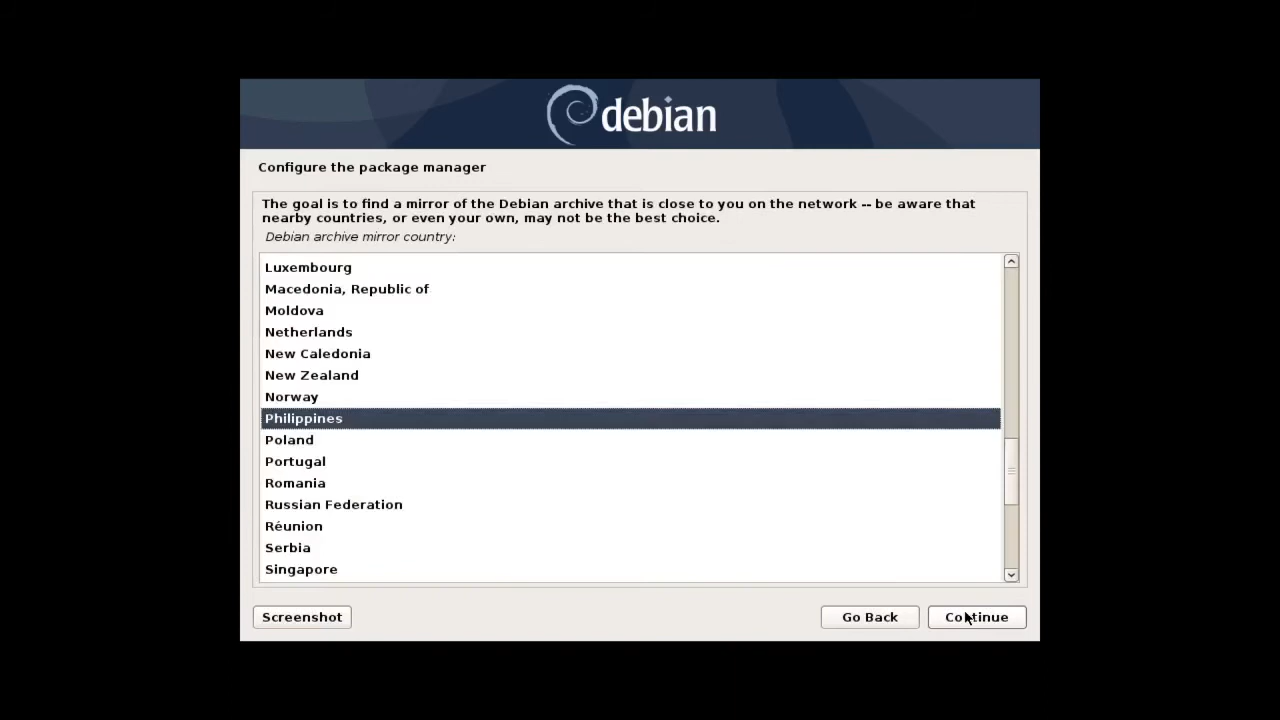 debian
Configure the package manager
The goal is to find a mirror of the Debian archive that is close to you on the network -- be aware that
nearby countries, or even your own, may not be the best choice.
Debian archive mirror country:
Luxembourg
Macedonia, Republic of
Moldova
Netherlands
New Caledonia
New Zealand
Norway
Philippines
Poland
Portugal
Romania
Russian Federation
Réunion
Serbia
Singapore
Screenshot
Go Back
Continue